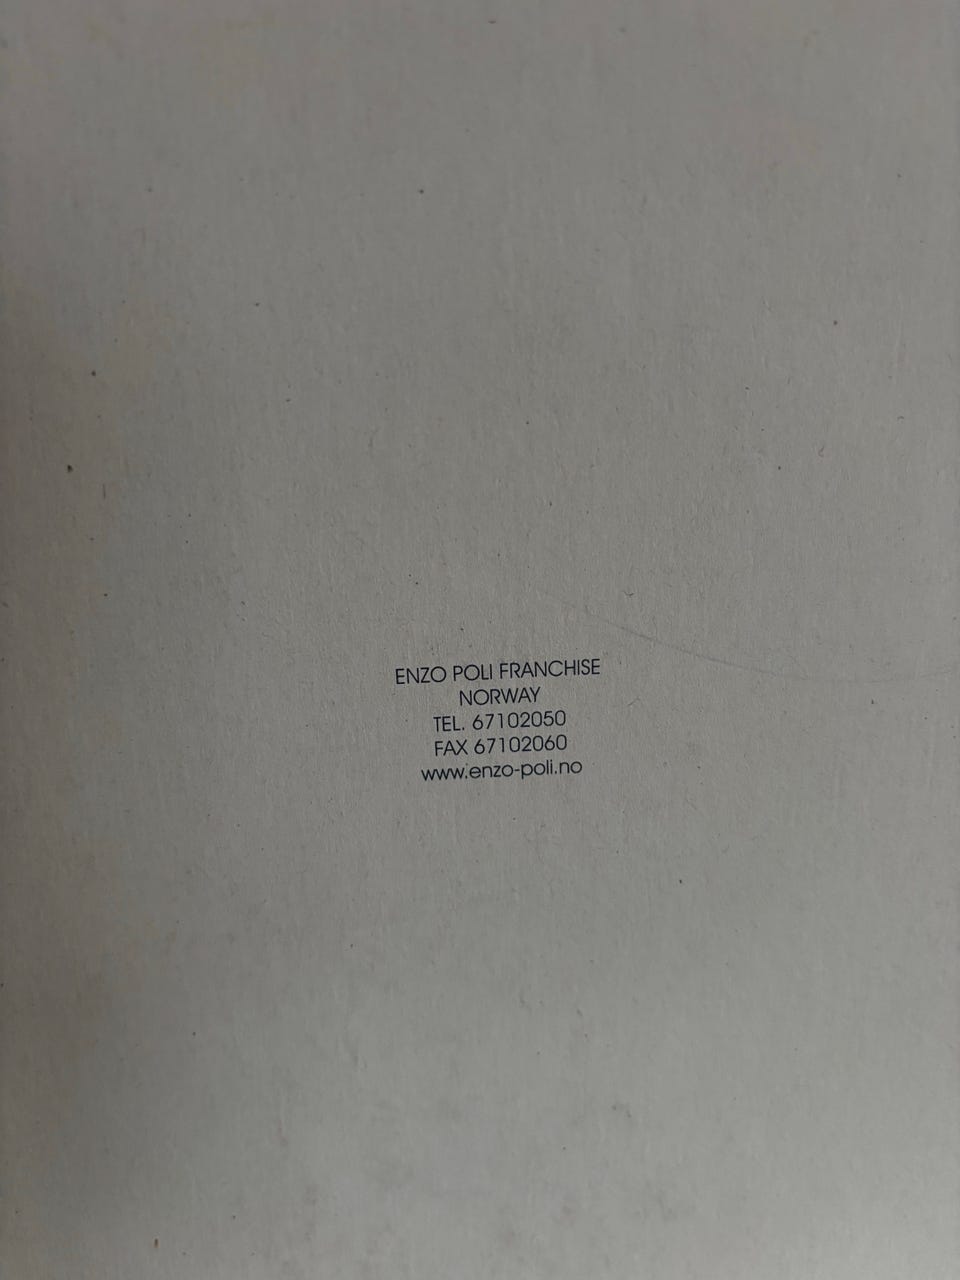 ENZO POLI FRANCHISE
NORWAY
TEL. 67102050
FAX 67102060
www.enzo-poli.no